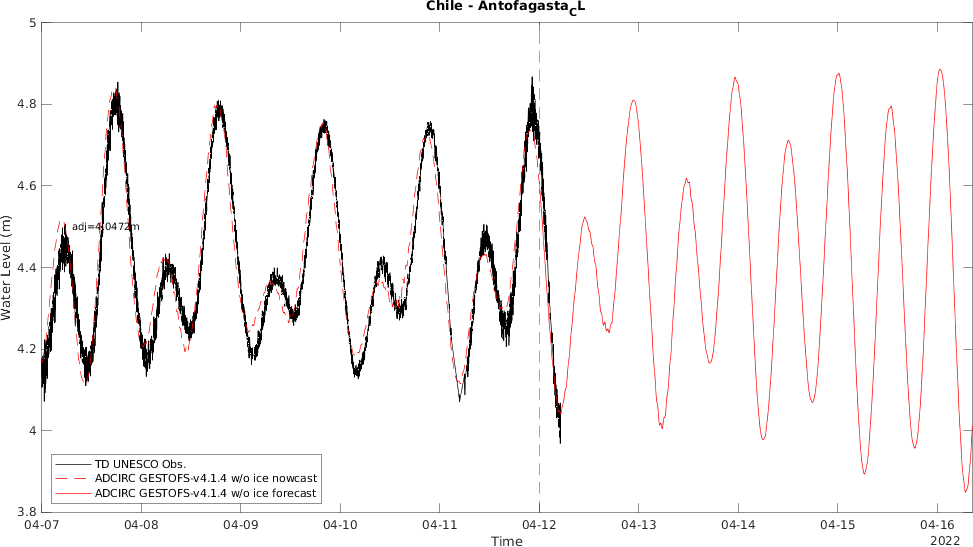 Chile - Antofagasta_CL
5
4.8
4.6
4.4
4.2
4
3.8
Water Level (m)
adj=4.0472m
TD UNESCO Obs.
ADCIRC GESTOFS-v4.1.4 w/o ice nowcast
ADCIRC GESTOFS-v4.1.4 w/o ice forecast
04-07 04-08 04-09 04-10 04-11 04-12 04-13 04-14 04-15 04-16
Time
2022